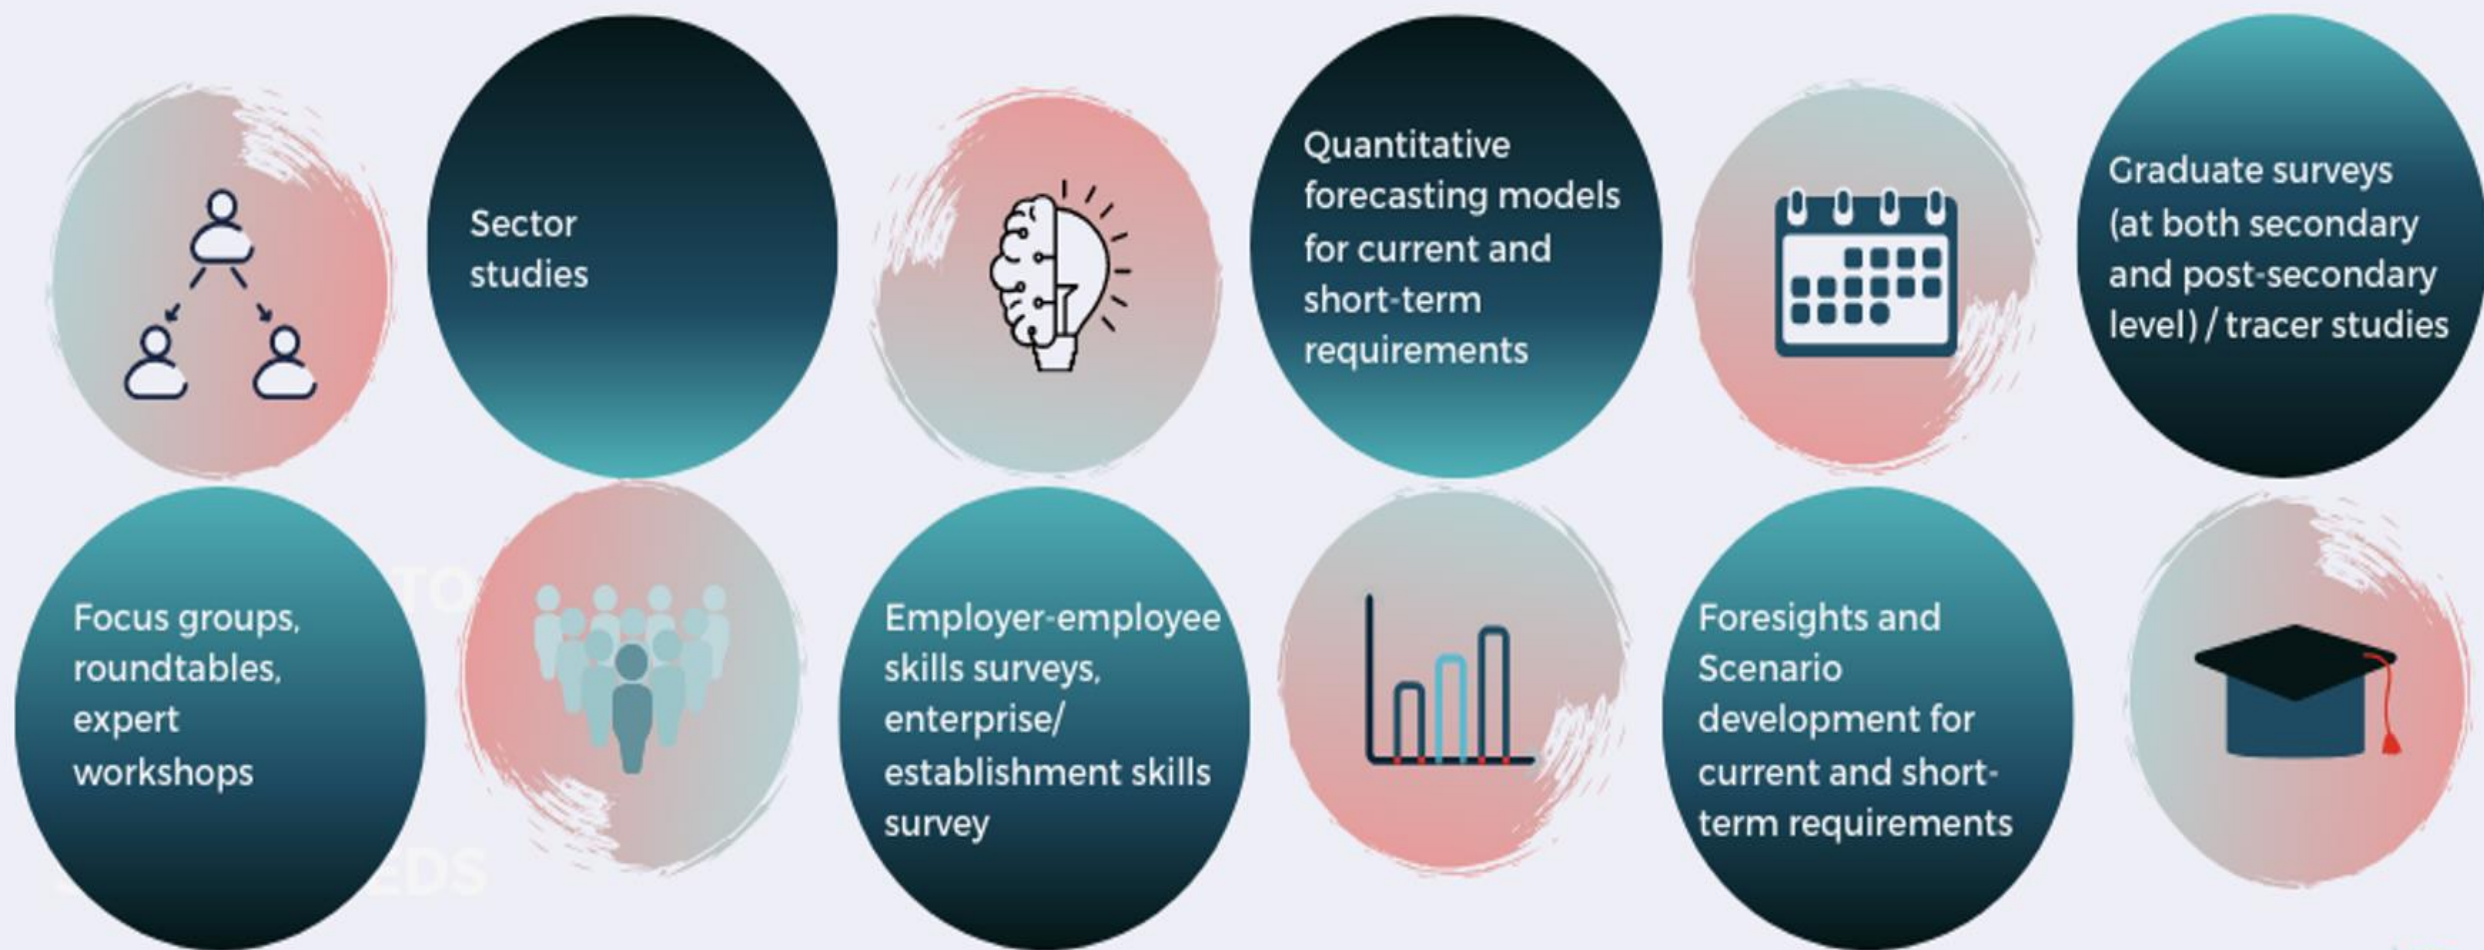 Sector
studies
Quantitative
forecasting models
for current and
short-term
requirements
Graduate surveys
(at both secondary
and post-secondary
level) / tracer studies
Focus groups,
roundtables,
expert
workshops
TO
EDS
Employer-employee
skills surveys,
enterprise/
establishment skills
survey
Foresights and
Scenario
development for
current and short-
term requirements